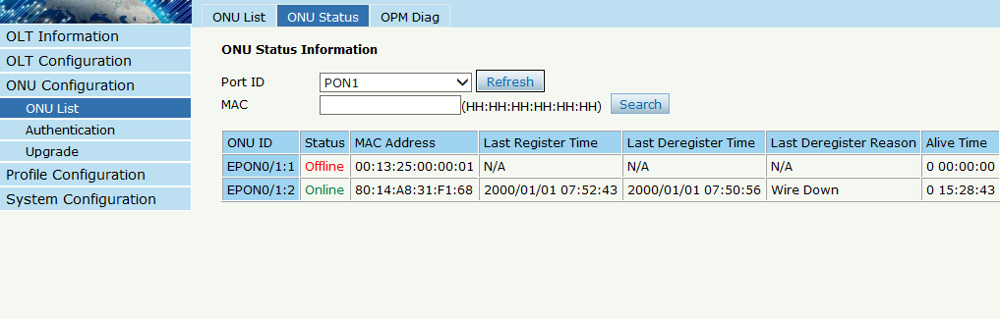 ONU List ONU Status OPM Diag
OLT Information
OLT Configuration
ONU Configuration
ONU List
Authentication
Upgrade
Profile Configuration
System Configuration
ONU Status Information
Port ID PON1 Refresh
MAC (HH:HH:HH:HH:HH:HH) Search
ONU ID Status MAC Address Last Register Time Last Deregister Time Last Deregister Reason Alive Time
EPON0/1:1 Offline 00:13:25:00:00:01 N/A N/A N/A 0 00:00:00
EPON0/1:2 Online 80:14:A8:31:F1:68 2000/01/01 07:52:43 2000/01/01 07:50:56 Wire Down 0 15:28:43